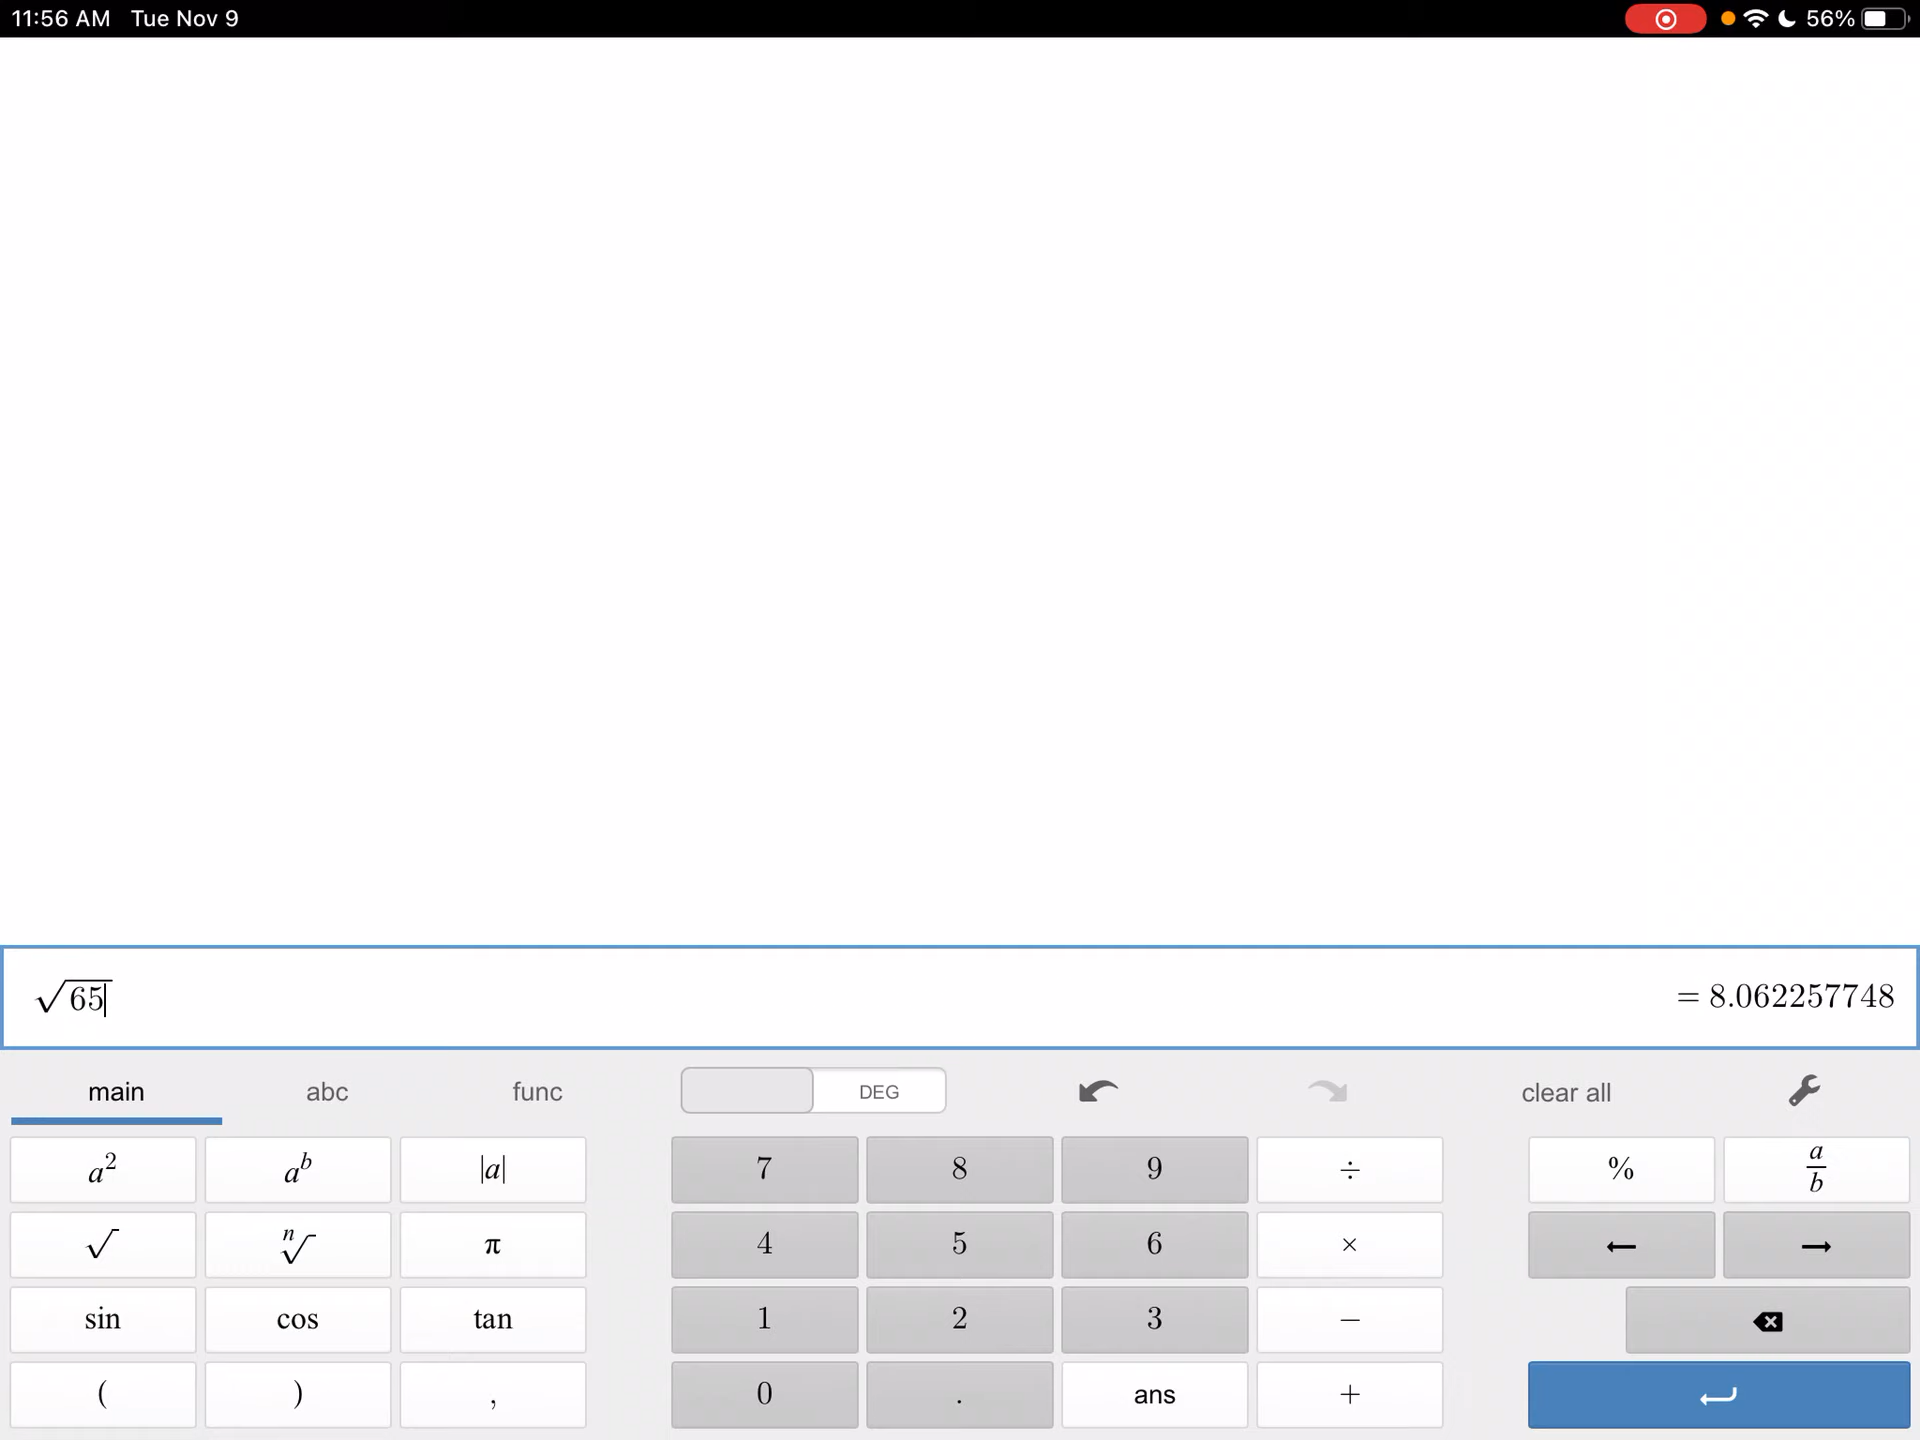 11:56 AM Tue Nov 9 56%
√65 = 8.062257748
main abc func DEG clear all
a² aᵇ |a| 7 8 9 ÷ % a/b
√ ⁿ√ π 4 5 6 × ← →
sin cos tan 1 2 3 −
( ) , 0 . ans +